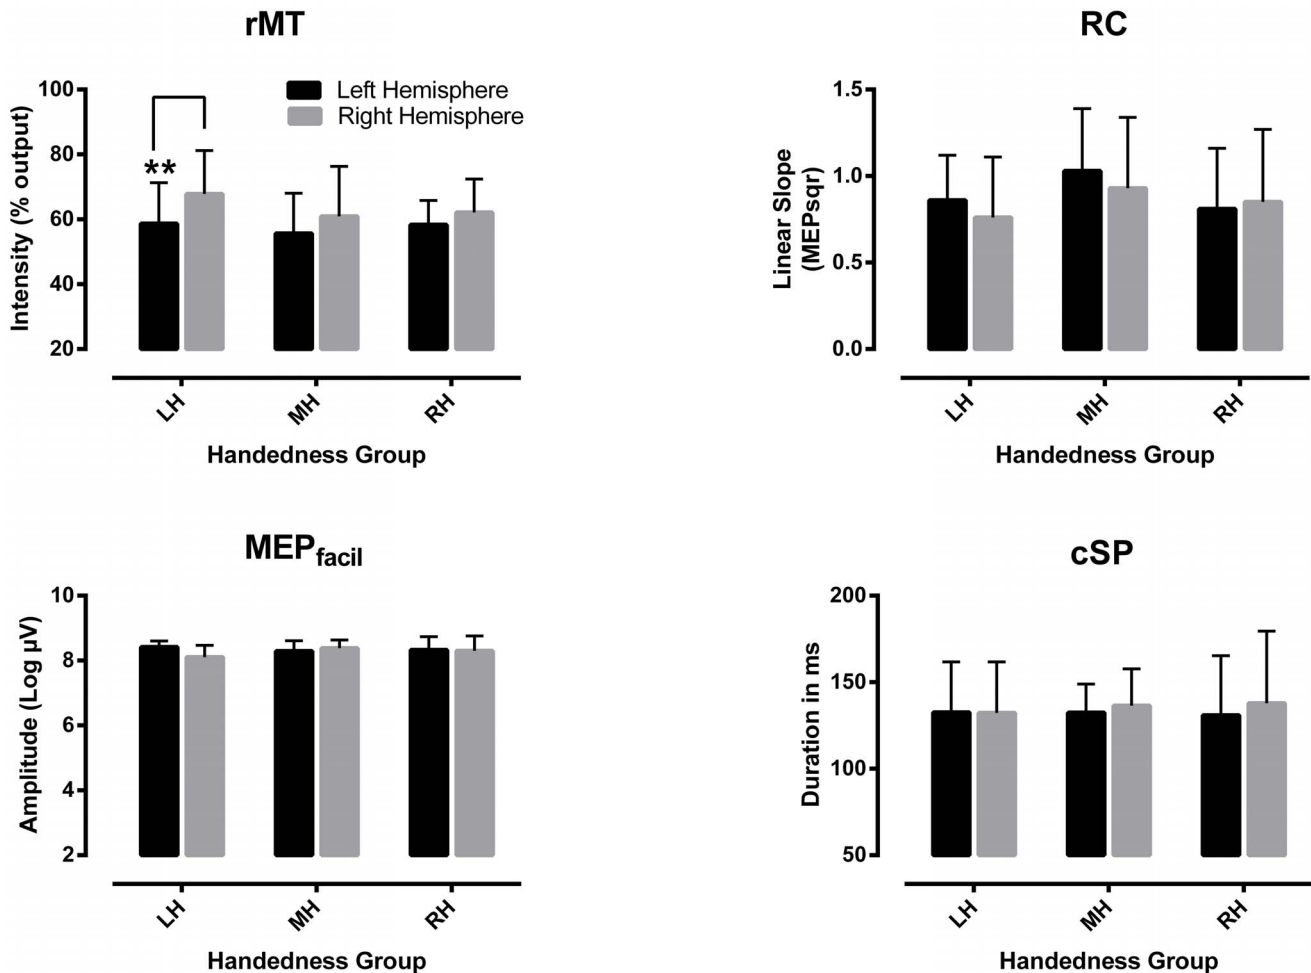 rMT
Intensity (% output)
100
80
60
40
20
**
Left Hemisphere
Right Hemisphere
LH
MH
RH
Handedness Group
RC
Linear Slope
(MEPsqr)
1.5
1.0
0.5
0.0
LH
MH
RH
Handedness Group
MEPfacil
Amplitude (Log µV)
10
8
6
4
2
LH
MH
RH
Handedness Group
cSP
Duration in ms
200
150
100
50
LH
MH
RH
Handedness Group